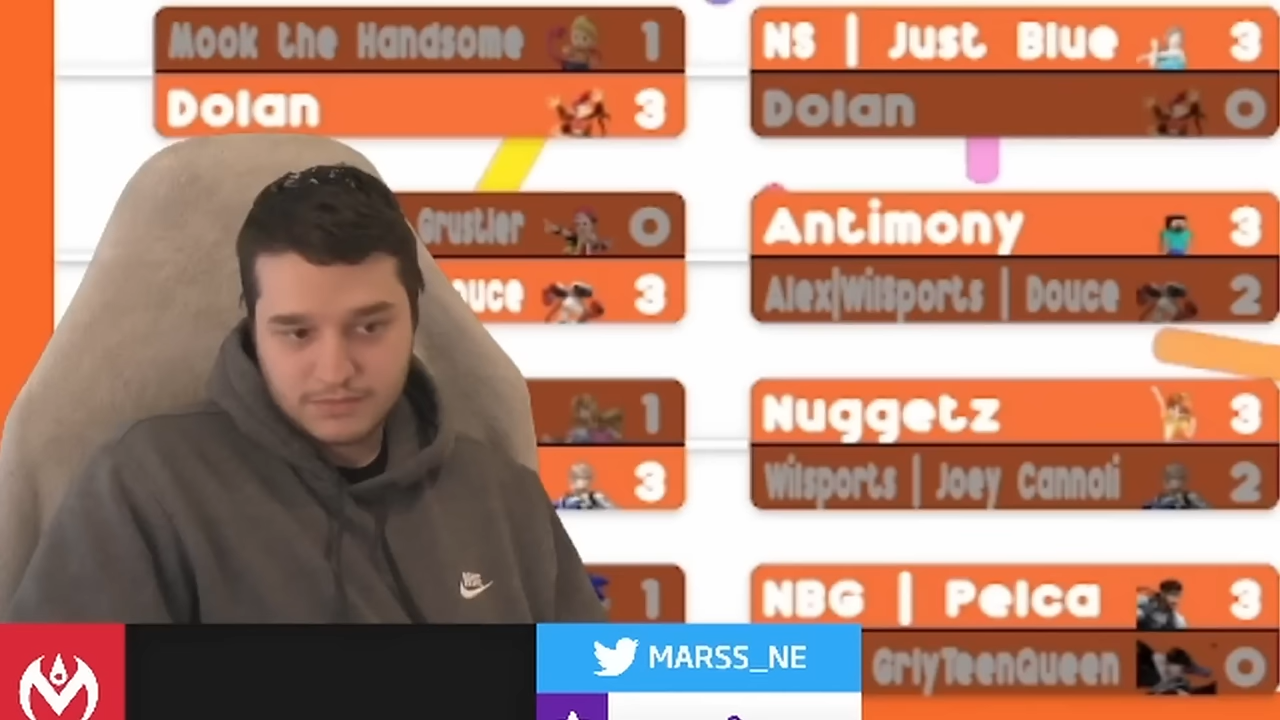 Mook the Handsome 1
NS | Just Blue 3
Dolan 3
Dolan 0
Grustler 0
Antimony 3
ouce 3
Alex|Wilsports | Douce 2
1
Nuggetz 3
3
Wilsports | Joey Cannoli 2
1
NBG | Pelca 3
GrlyTeenQueen 0
MARSS_NE